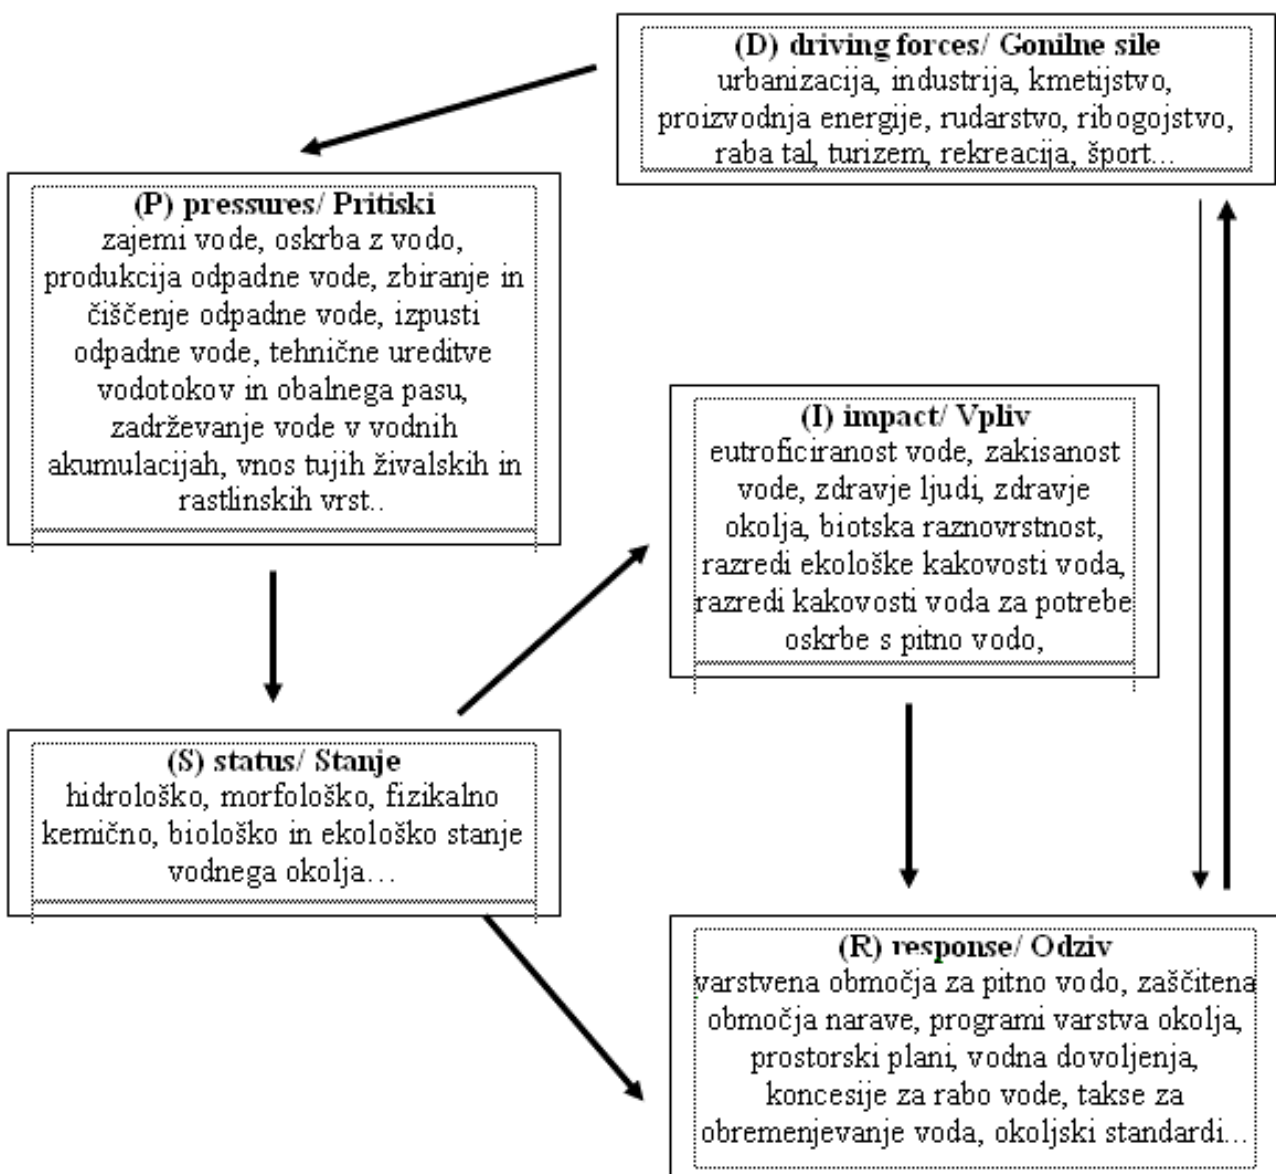 (D) driving forces/ Gonilne sile
urbanizacija, industrija, kmetijstvo,
proizvodnja energije, rudarstvo, ribogojstvo,
raba tal, turizem, rekreacija, šport...
(P) pressures/ Pritiski
zajemi vode, oskrba z vodo,
produkcija odpadne vode, zbiranje in
čiščenje odpadne vode, izpusti
odpadne vode, tehnične ureditve
vodotokov in obalnega pasu,
zadrževanje vode v vodnih
akumulacijah, vnos tujih živalskih in
rastlinskih vrst..
(I) impact/ Vpliv
eutroficiranost vode, zakisanost
vode, zdravje ljudi, zdravje
okolja, biotska raznovrstnost,
razredi ekološke kakovosti voda,
razredi kakovosti voda za potrebe
oskrbe s pitno vodo,
(S) status/ Stanje
hidrološko, morfološko, fizikalno
kemično, biološko in ekološko stanje
vodnega okolja...
(R) response/ Odziv
varstvena območja za pitno vodo, zaščitena
območja narave, programi varstva okolja,
prostorski plani, vodna dovoljenja,
koncesije za rabo vode, takse za
obremenjevanje voda, okoljski standardi...